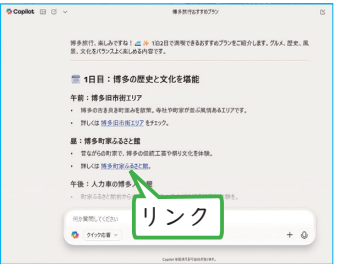 Copilot
博多旅行おすすめプラン
博多旅行、楽しみですね！ 1泊2日で満喫できるおすすめプランをご紹介します。グルメ、歴史、風
景、文化をバランスよく楽しめる内容です。
1日目：博多の歴史と文化を堪能
午前：博多旧市街エリア
・ 博多の古き良き町並みを散策。寺社や町家が並ぶ風情あるエリアです。
・ 詳しくは 博多旧市街エリア をチェック。
昼：博多町家ふるさと館
・ 昔ながらの町家で、博多の伝統工芸や祭り文化を体験。
・ 詳しくは 博多町家ふるさと館。
午後：人力車の博多
リンク
何か質問してください
クイック応答